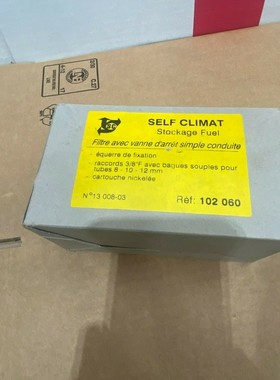 SELF CLIMAT
Stockage Fuel
Filtre avec vanne d'arrêt simple conduite
- équerre de fixation
- raccords 3/8"F avec bagues souples pour
tubes 8 - 10 - 12 mm
- cartouche nickelée
N°13.008-03
Réf: 102 060